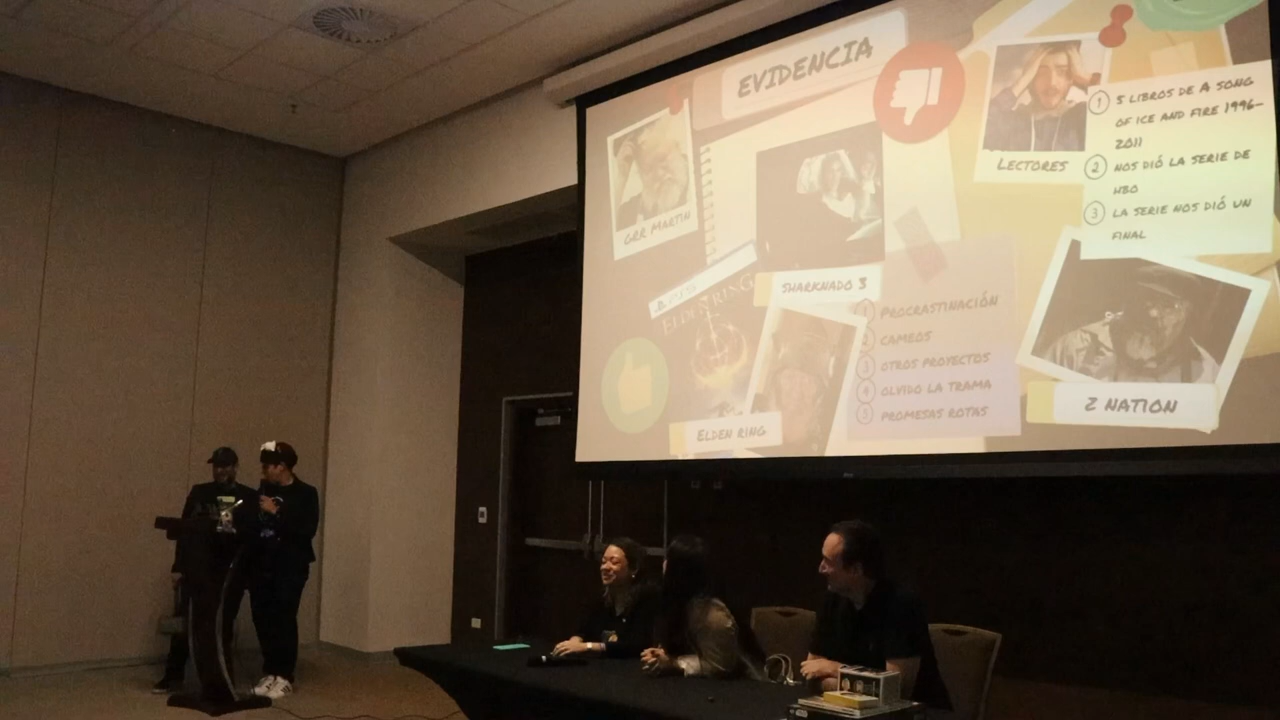 EVIDENCIA
GRR MARTIN
LECTORES
1 5 LIBROS DE A SONG
OF ICE AND FIRE 1996-
2011
2 NOS DIÓ LA SERIE DE
HBO
3 LA SERIE NOS DIÓ UN
FINAL
SHARKNADO 3
ELDEN RING
1 PROCRASTINACIÓN
2 CAMEOS
3 OTROS PROYECTOS
4 OLVIDO LA TRAMA
5 PROMESAS ROTAS
ELDEN RING
Z NATION